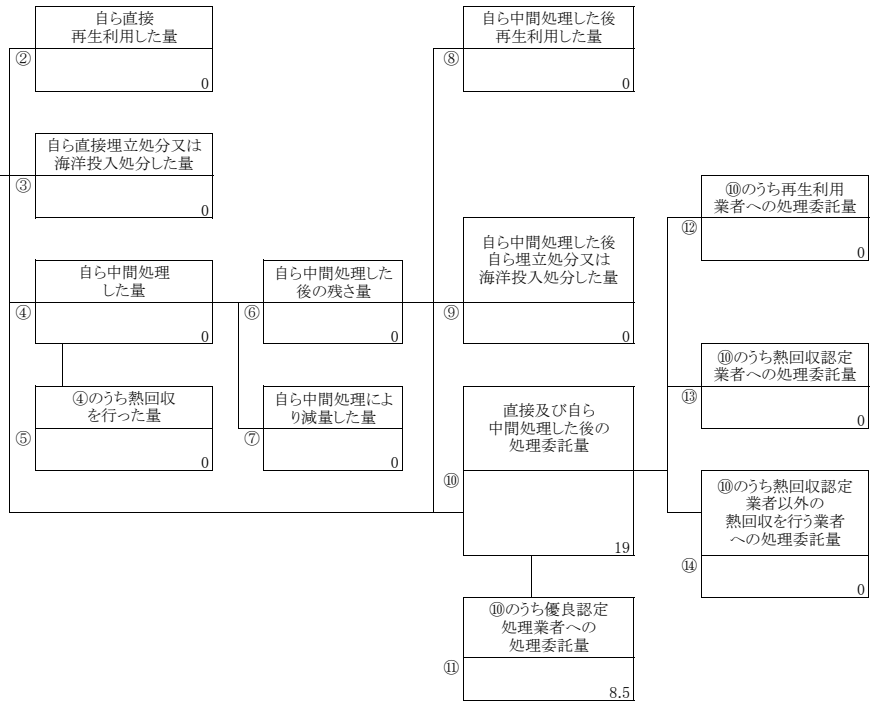 自ら直接
再生利用した量
②
0
自ら直接埋立処分又は
海洋投入処分した量
③
0
自ら中間処理
した量
④
0
④のうち熱回収
を行った量
⑤
0
自ら中間処理した
後の残さ量
⑥
0
自ら中間処理によ
り減量した量
⑦
0
自ら中間処理した後
再生利用した量
⑧
0
自ら中間処理した後
自ら埋立処分又は
海洋投入処分した量
⑨
0
直接及び自ら
中間処理した後の
処理委託量
⑩
19
⑩のうち優良認定
処理業者への
処理委託量
⑪
8.5
⑩のうち再生利用
業者への処理委託量
⑫
0
⑩のうち熱回収認定
業者への処理委託量
⑬
0
⑩のうち熱回収認定
業者以外の
熱回収を行う業者
への処理委託量
⑭
0